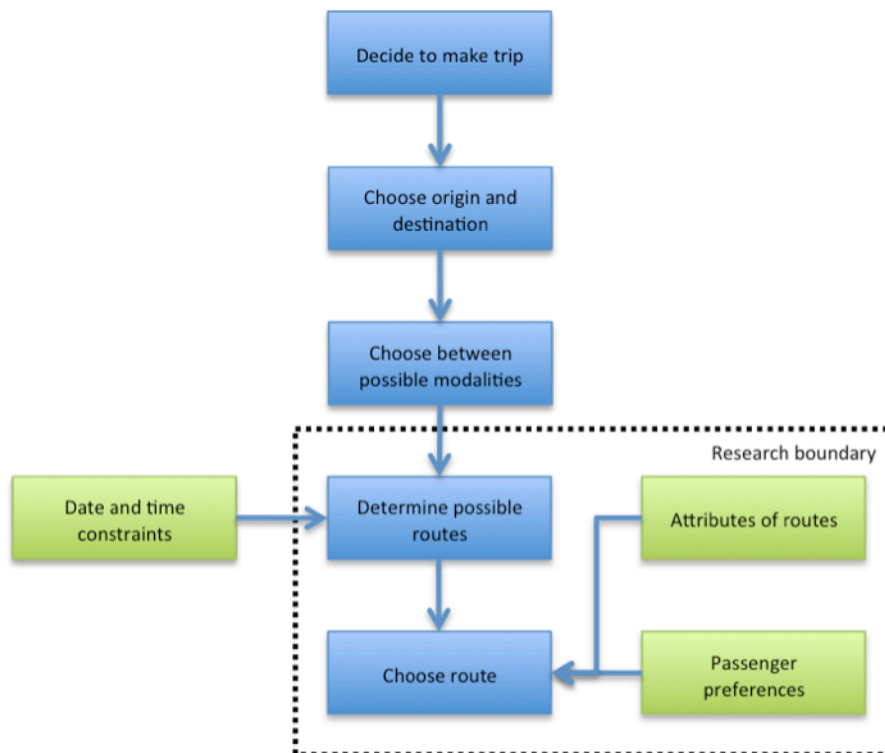 Decide to make trip
Choose origin and
destination
Choose between
possible modalities
Research boundary
Date and time
constraints
Determine possible
routes
Attributes of routes
Choose route
Passenger
preferences